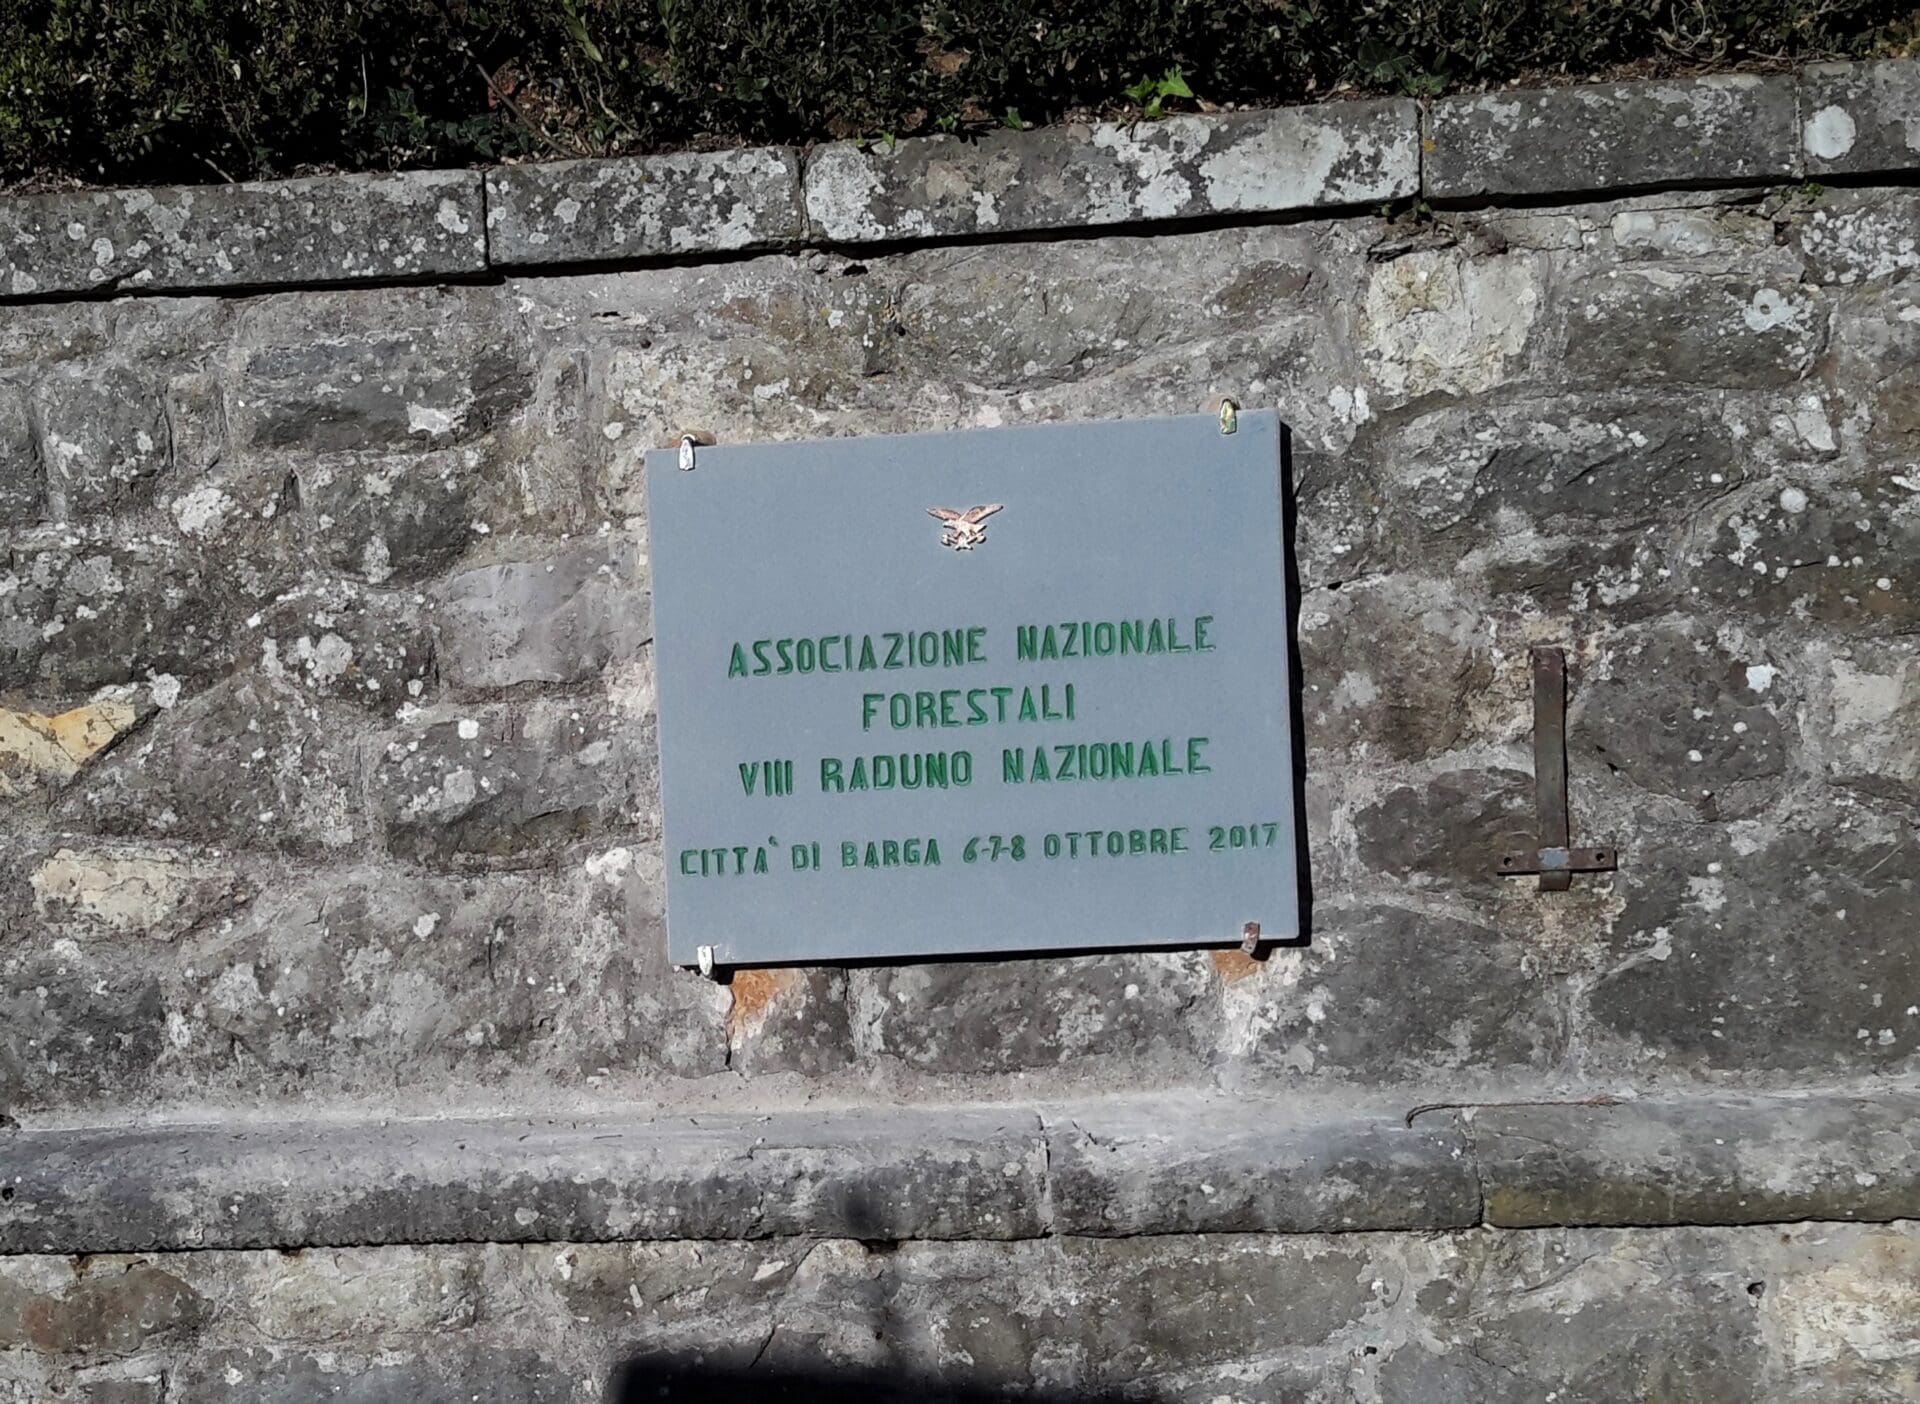 ASSOCIAZIONE NAZIONALE
FORESTALI
VIII RADUNO NAZIONALE
CITTA' DI BARGA 6-7-8 OTTOBRE 2017